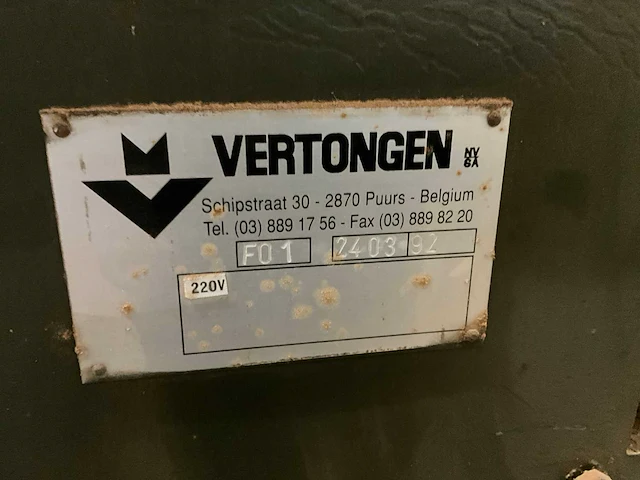 VERTONGEN NV SA
Schipstraat 30 - 2870 Puurs - Belgium
Tel. (03) 889 17 56 - Fax (03) 889 82 20
F01 2403 92
220V